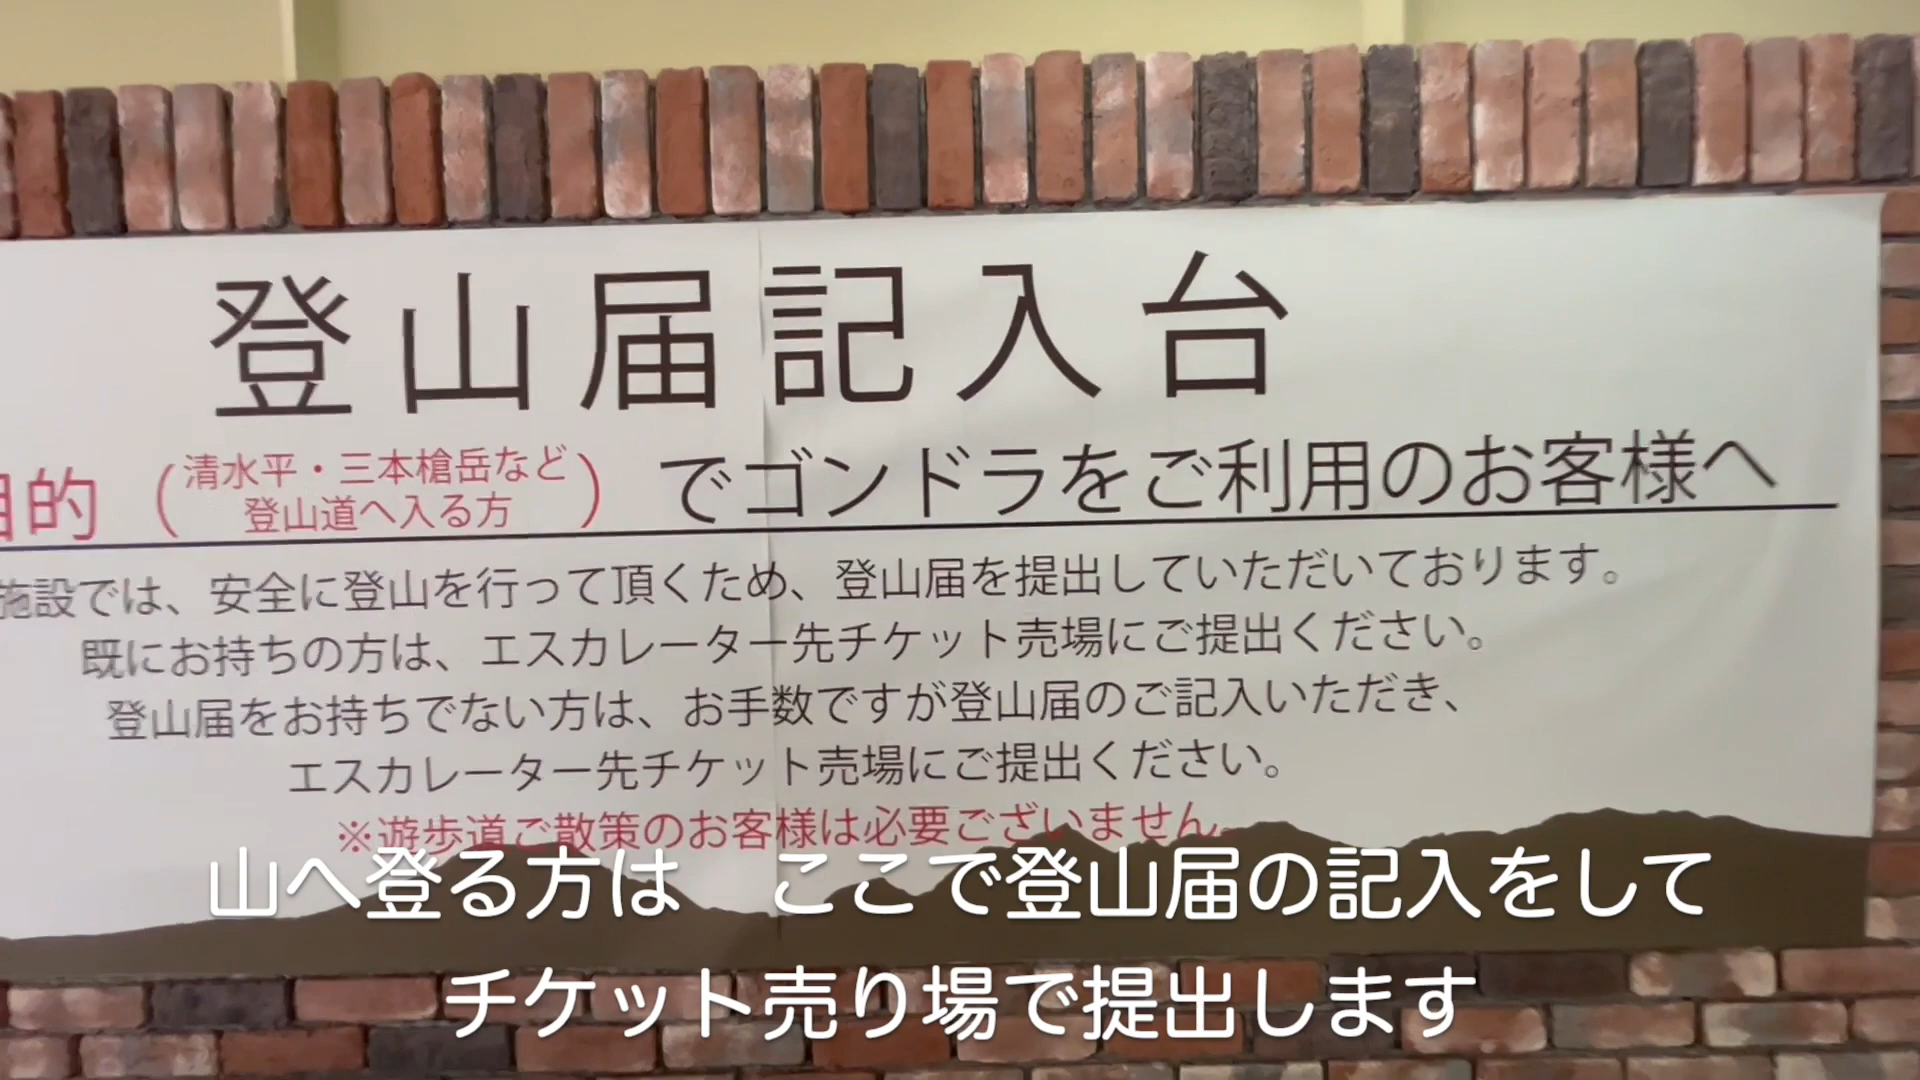 登山届記入台
目的（清水平・三本槍岳など
登山道へ入る方）でゴンドラをご利用のお客様へ
施設では、安全に登山を行って頂くため、登山届を提出していただいております。
既にお持ちの方は、エスカレーター先チケット売場にご提出ください。
登山届をお持ちでない方は、お手数ですが登山届のご記入いただき、
エスカレーター先チケット売場にご提出ください。
※遊歩道ご散策のお客様は必要ございません。
山へ登る方は　ここで登山届の記入をして
チケット売り場で提出します